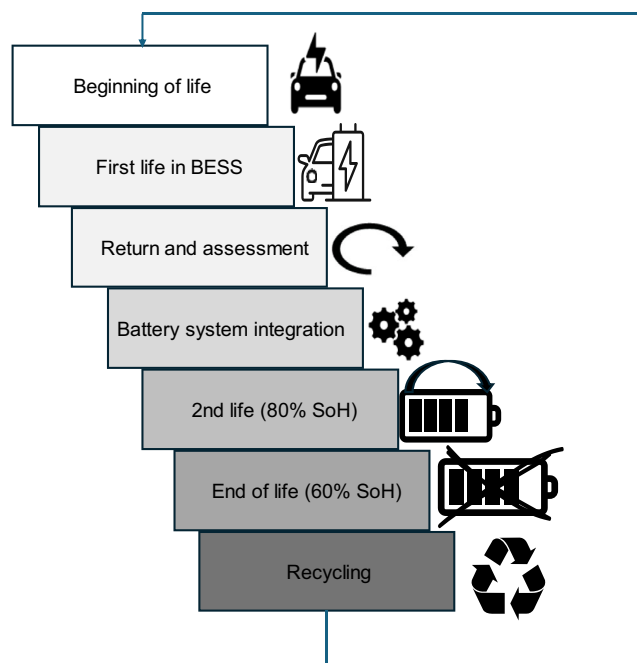 Beginning of life
First life in BESS
Return and assessment
Battery system integration
2nd life (80% SoH)
End of life (60% SoH)
Recycling